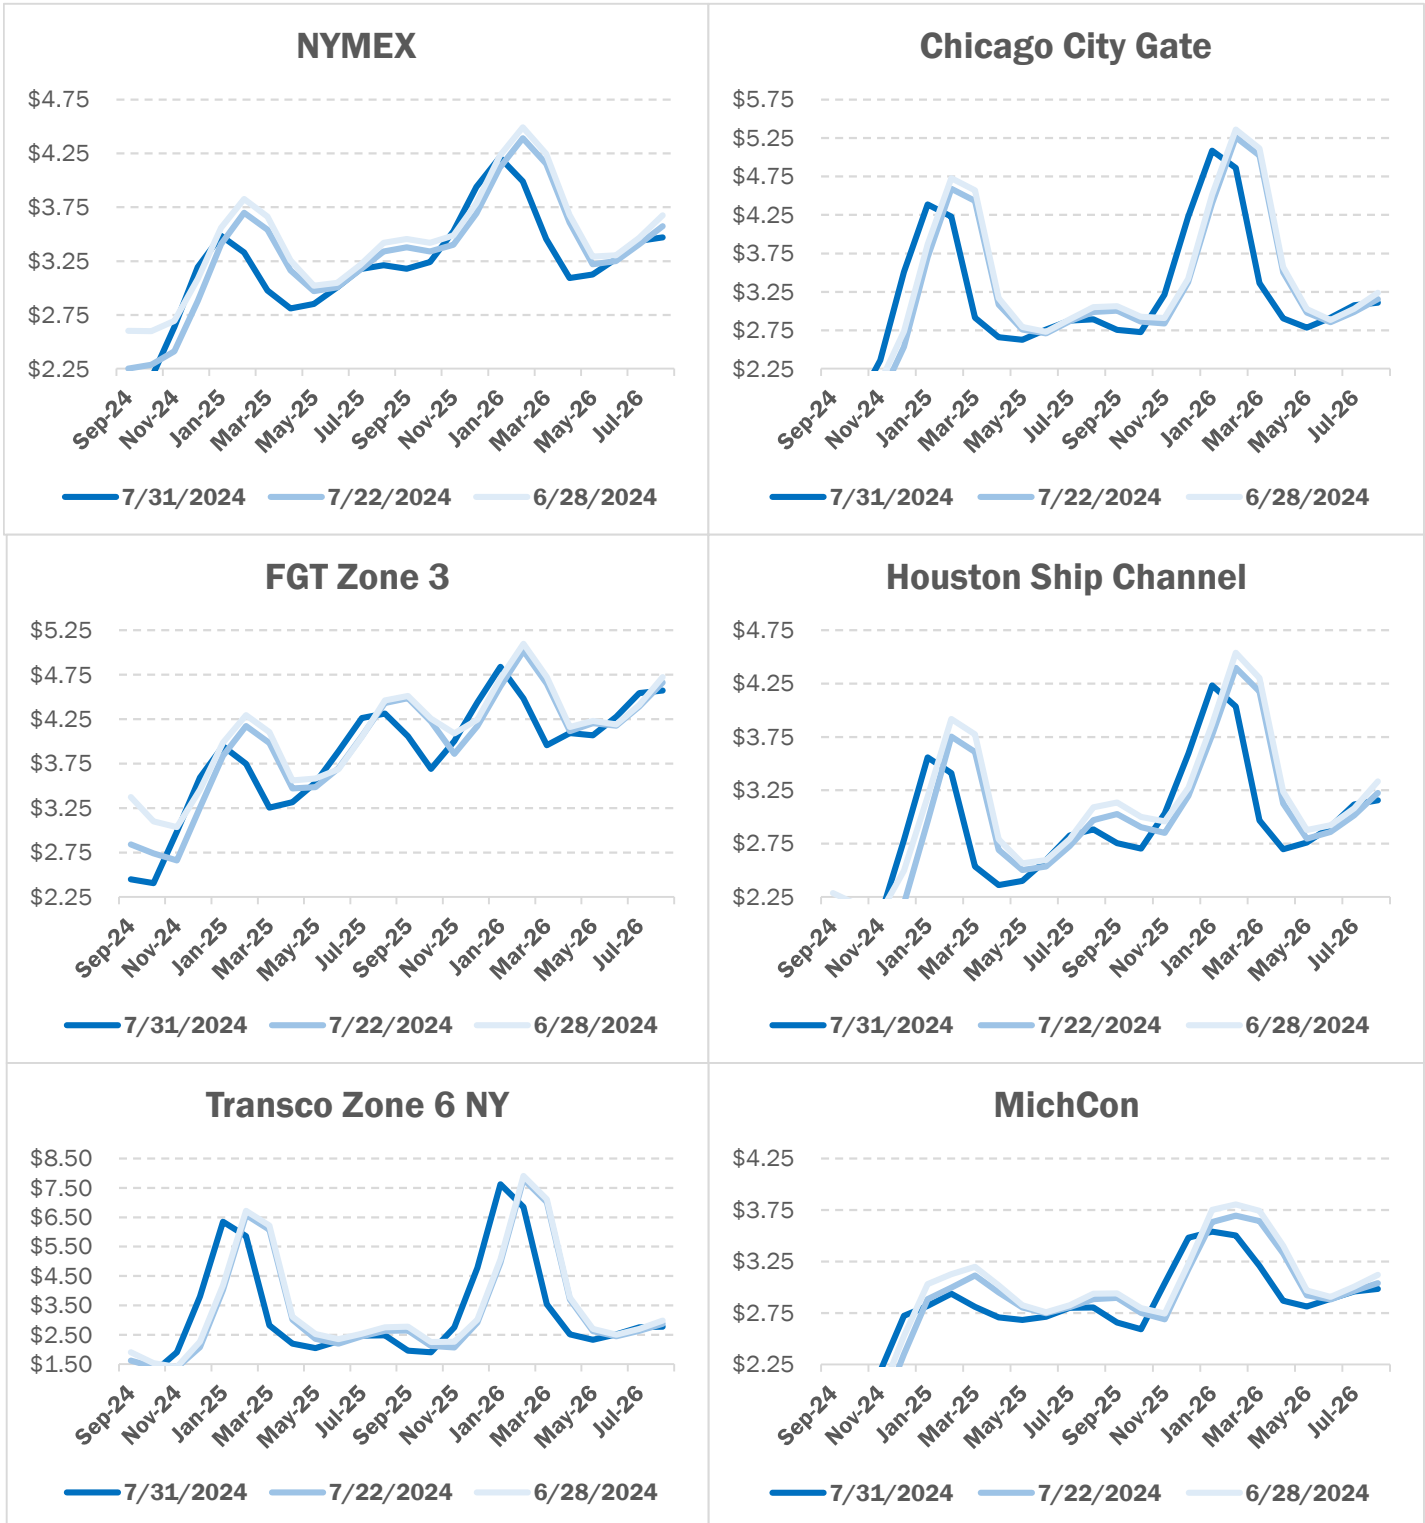 NYMEX
$4.75
$4.25
$3.75
$3.25
$2.75
$2.25
Sep-24 Nov-24 Jan-25 Mar-25 May-25 Jul-25 Sep-25 Nov-25 Jan-26 Mar-26 May-26 Jul-26
7/31/2024 7/22/2024 6/28/2024
Chicago City Gate
$5.75
$5.25
$4.75
$4.25
$3.75
$3.25
$2.75
$2.25
Sep-24 Nov-24 Jan-25 Mar-25 May-25 Jul-25 Sep-25 Nov-25 Jan-26 Mar-26 May-26 Jul-26
7/31/2024 7/22/2024 6/28/2024
FGT Zone 3
$5.25
$4.75
$4.25
$3.75
$3.25
$2.75
$2.25
Sep-24 Nov-24 Jan-25 Mar-25 May-25 Jul-25 Sep-25 Nov-25 Jan-26 Mar-26 May-26 Jul-26
7/31/2024 7/22/2024 6/28/2024
Houston Ship Channel
$4.75
$4.25
$3.75
$3.25
$2.75
$2.25
Sep-24 Nov-24 Jan-25 Mar-25 May-25 Jul-25 Sep-25 Nov-25 Jan-26 Mar-26 May-26 Jul-26
7/31/2024 7/22/2024 6/28/2024
Transco Zone 6 NY
$8.50
$7.50
$6.50
$5.50
$4.50
$3.50
$2.50
$1.50
Sep-24 Nov-24 Jan-25 Mar-25 May-25 Jul-25 Sep-25 Nov-25 Jan-26 Mar-26 May-26 Jul-26
7/31/2024 7/22/2024 6/28/2024
MichCon
$4.25
$3.75
$3.25
$2.75
$2.25
Sep-24 Nov-24 Jan-25 Mar-25 May-25 Jul-25 Sep-25 Nov-25 Jan-26 Mar-26 May-26 Jul-26
7/31/2024 7/22/2024 6/28/2024